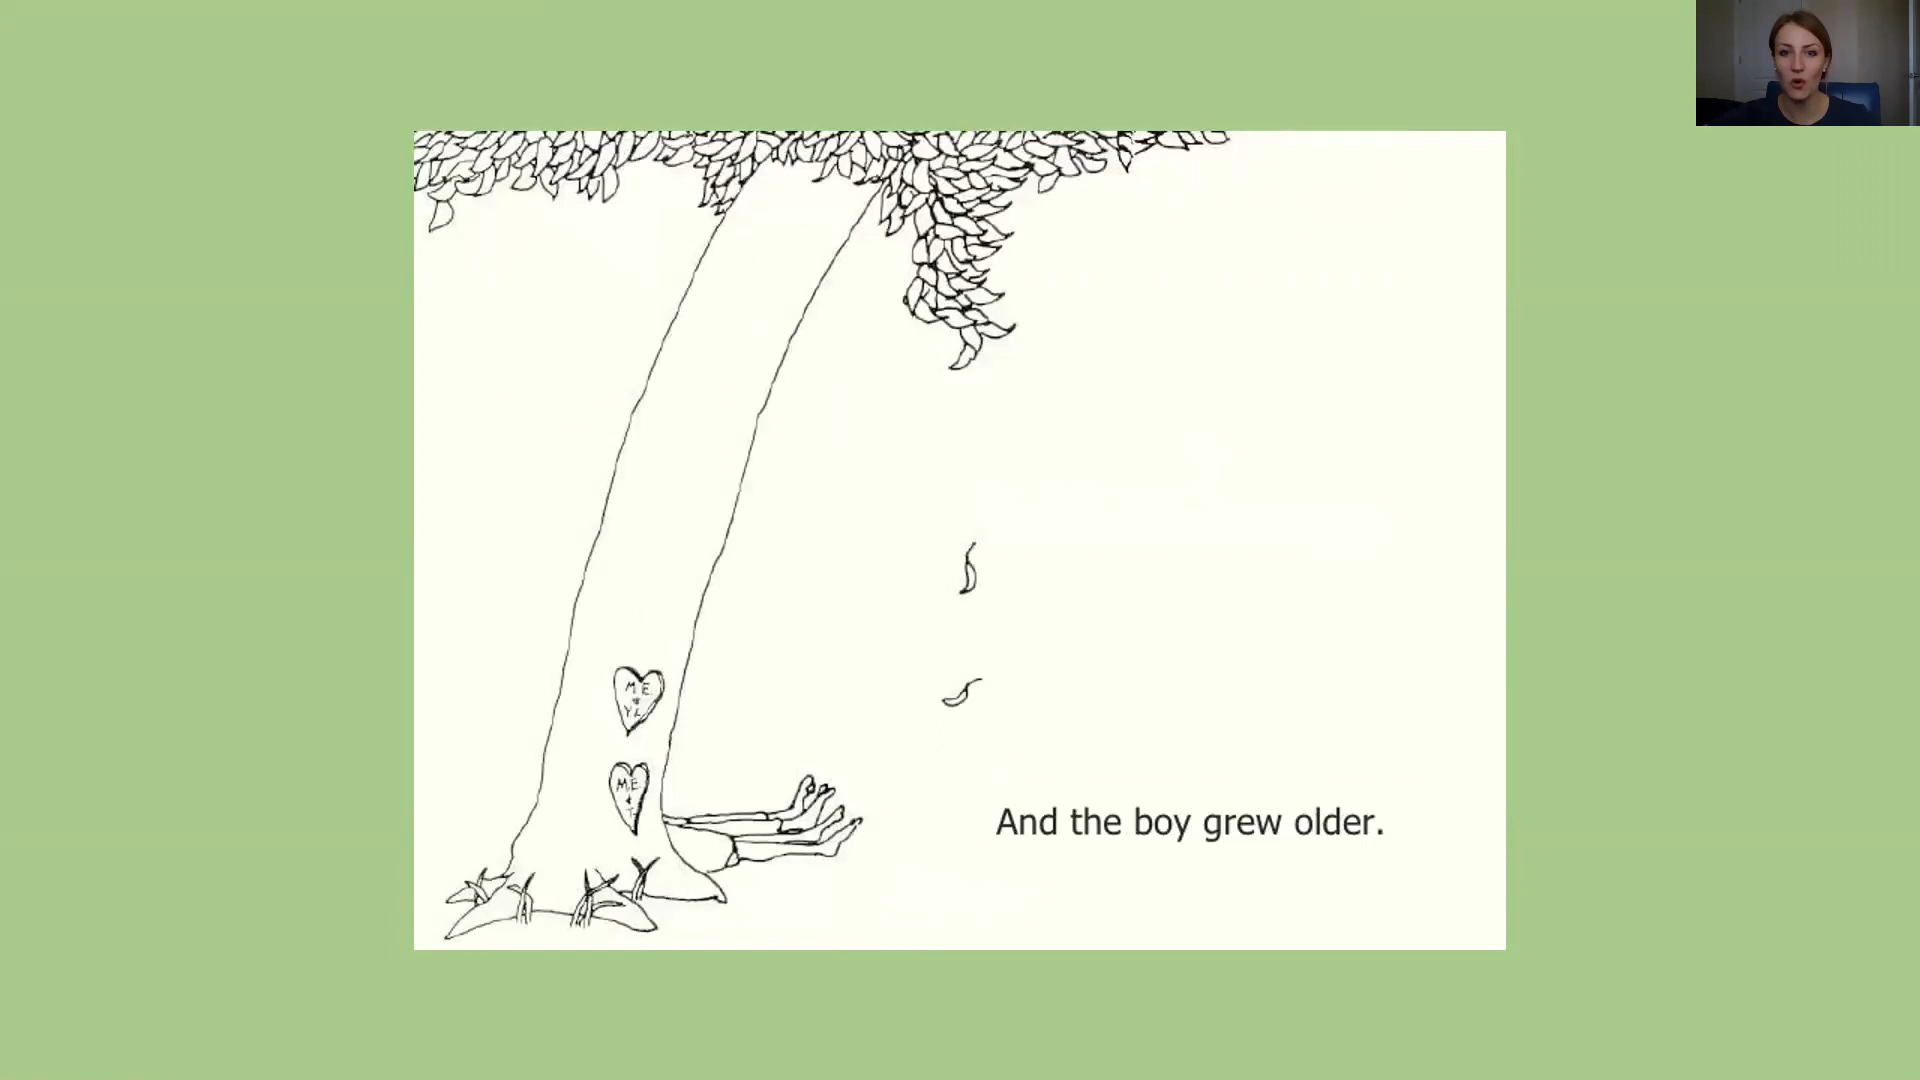 M.E.
+
Y.L.
M.E.
+
T.
And the boy grew older.